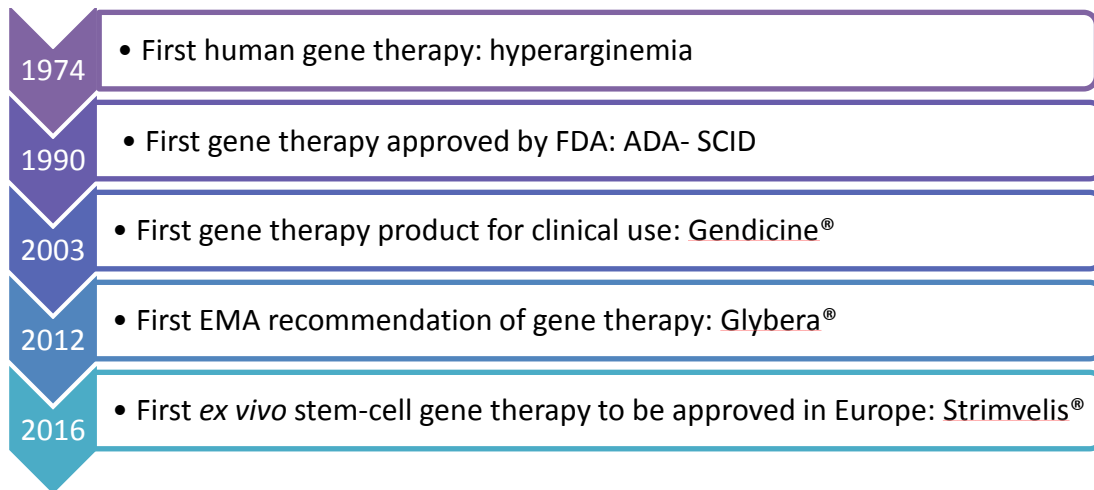 1974
• First human gene therapy: hyperarginemia
1990
• First gene therapy approved by FDA: ADA- SCID
2003
• First gene therapy product for clinical use: Gendicine®
2012
• First EMA recommendation of gene therapy: Glybera®
2016
• First ex vivo stem-cell gene therapy to be approved in Europe: Strimvelis®